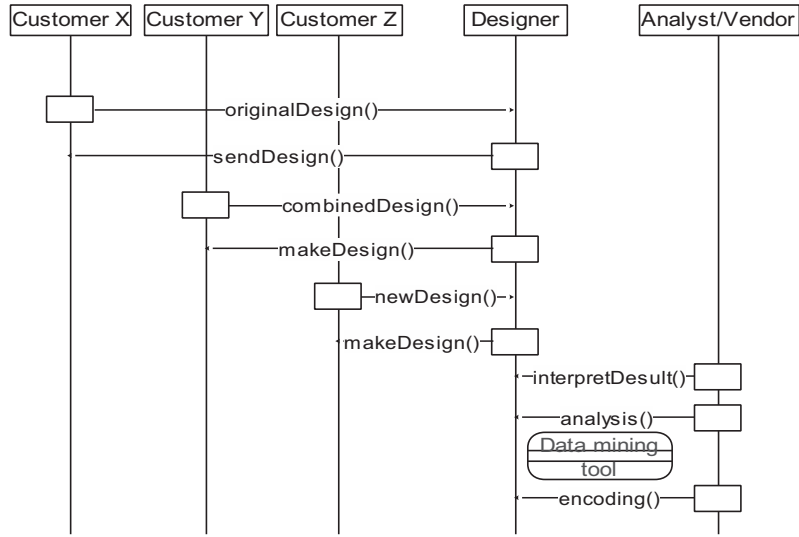 Customer X Customer Y Customer Z Designer Analyst/Vendor
originalDesign()
sendDesign()
combinedDesign()
makeDesign()
newDesign()
makeDesign()
interpretDesult()
analysis()
Data mining
tool
encoding()